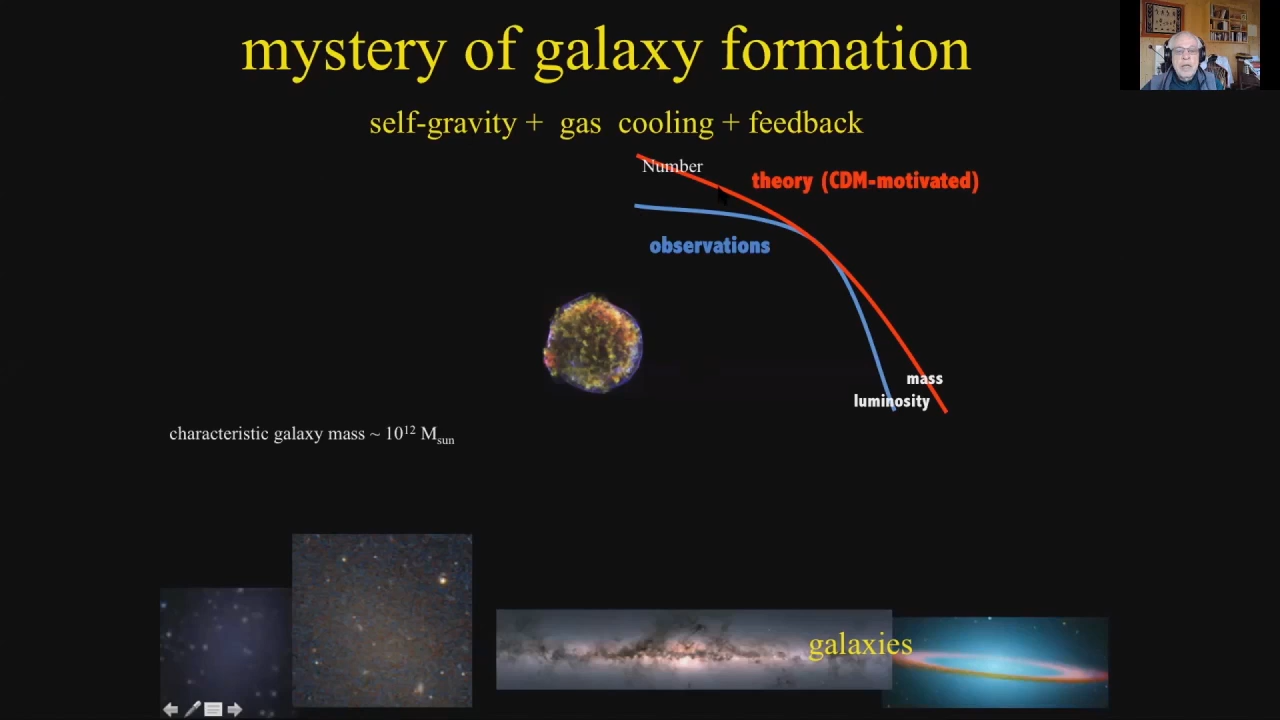 mystery of galaxy formation
self-gravity + gas cooling + feedback
Number
theory (CDM-motivated)
observations
mass
luminosity
characteristic galaxy mass ~ 10¹² Msun
galaxies